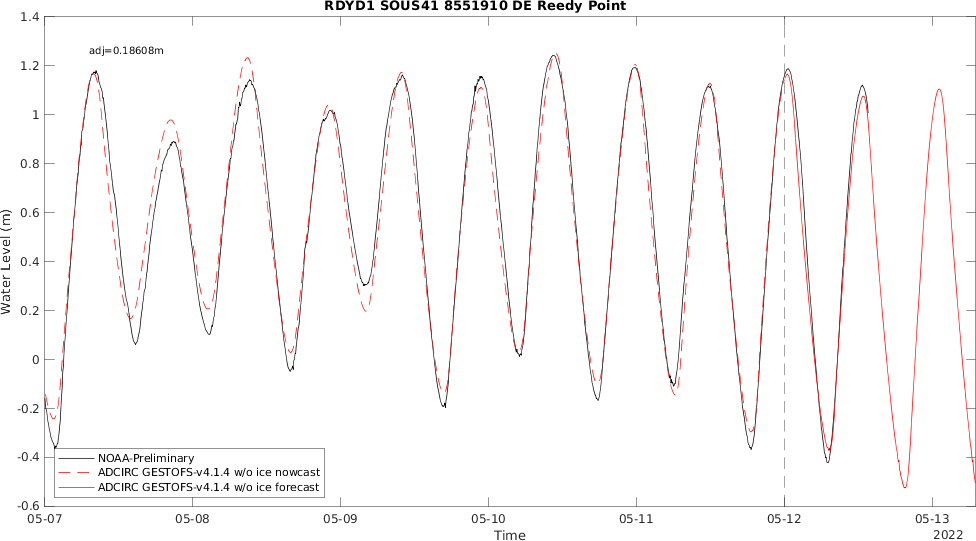 RDYD1 SOUS41 8551910 DE Reedy Point
adj=0.18608m
1.4
1.2
1
0.8
0.6
0.4
0.2
0
-0.2
-0.4
-0.6
Water Level (m)
NOAA-Preliminary
ADCIRC GESTOFS-v4.1.4 w/o ice nowcast
ADCIRC GESTOFS-v4.1.4 w/o ice forecast
05-07 05-08 05-09 05-10 05-11 05-12 05-13
Time
2022